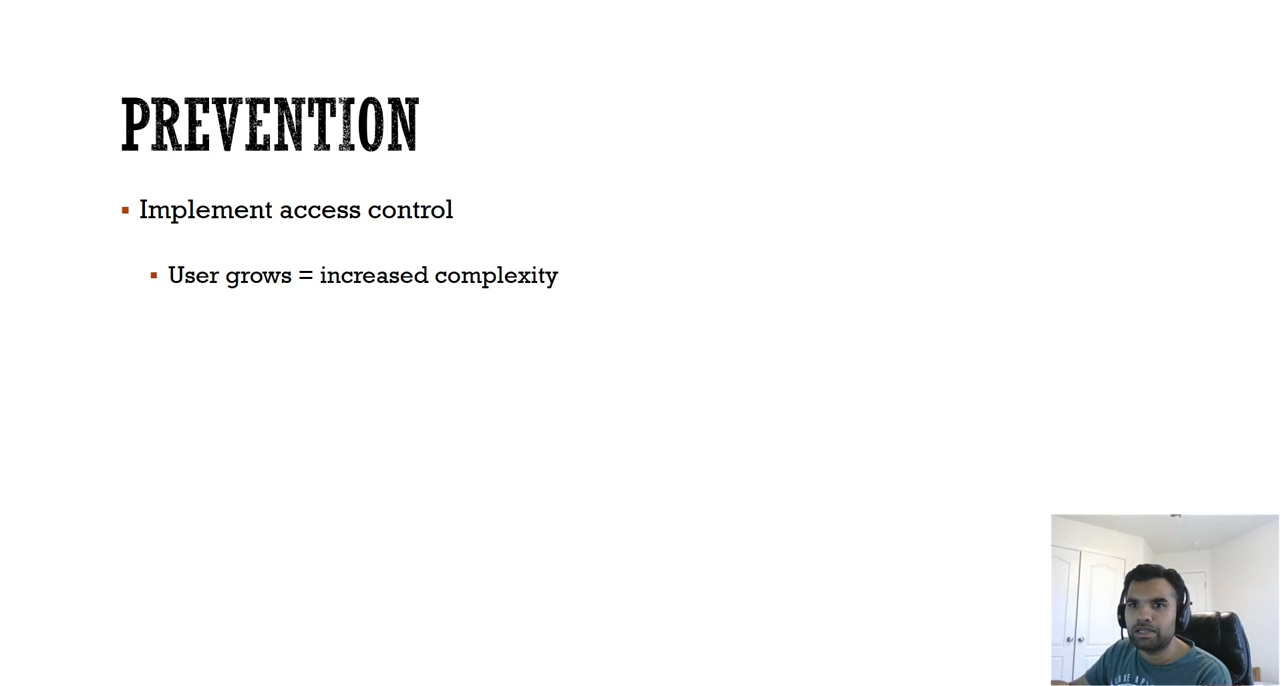 PREVENTION
Implement access control
User grows = increased complexity